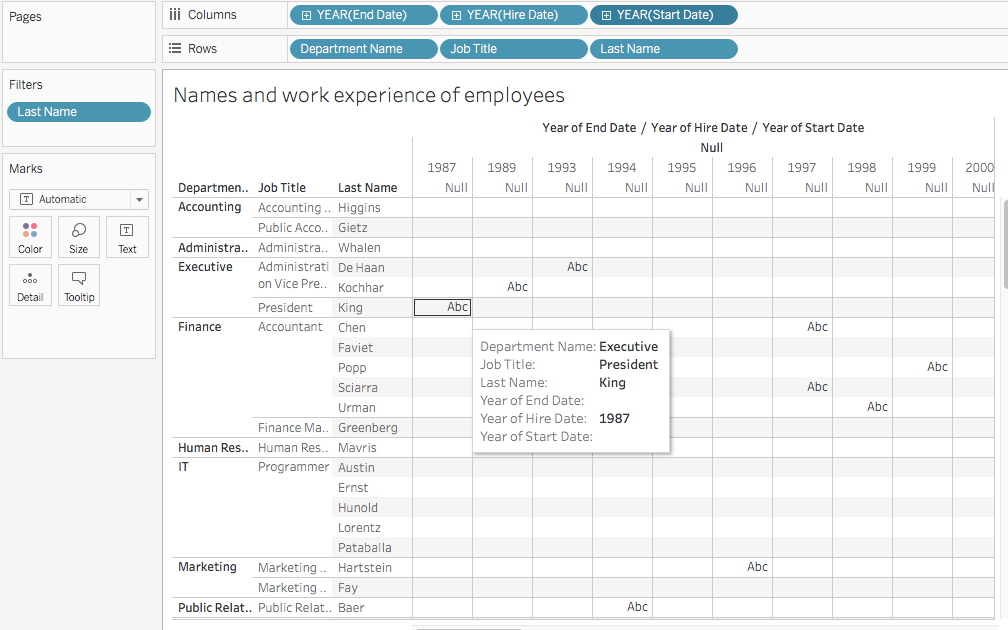 Pages
Columns YEAR(End Date) YEAR(Hire Date) YEAR(Start Date)
Rows Department Name Job Title Last Name
Filters
Last Name
Marks
Automatic
Color Size Text
Detail Tooltip
Names and work experience of employees
Year of End Date / Year of Hire Date / Year of Start Date
Null
1987 1989 1993 1994 1995 1996 1997 1998 1999 2000
Departmen.. Job Title Last Name Null Null Null Null Null Null Null Null Null Null
Accounting Accounting .. Higgins
Public Acco.. Gietz
Administra.. Administra.. Whalen
Executive Administrati De Haan Abc
on Vice Pre.. Kochhar Abc
President King Abc
Finance Accountant Chen Abc
Faviet
Popp Abc
Sciarra Abc
Urman Abc
Finance Ma.. Greenberg
Human Res.. Human Res.. Mavris
IT Programmer Austin
Ernst
Hunold
Lorentz
Pataballa
Marketing Marketing .. Hartstein Abc
Marketing .. Fay
Public Relat.. Public Relat.. Baer Abc
Department Name: Executive
Job Title: President
Last Name: King
Year of End Date:
Year of Hire Date: 1987
Year of Start Date: